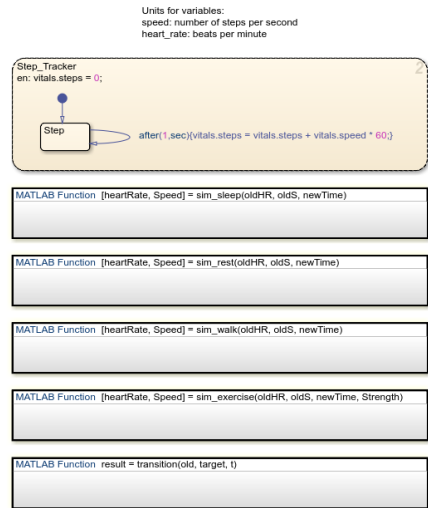 Units for variables:
speed: number of steps per second
heart_rate: beats per minute
Step_Tracker
2
en: vitals.steps = 0;
Step
after(1,sec){vitals.steps = vitals.steps + vitals.speed * 60;}
MATLAB Function [heartRate, Speed] = sim_sleep(oldHR, oldS, newTime)
MATLAB Function [heartRate, Speed] = sim_rest(oldHR, oldS, newTime)
MATLAB Function [heartRate, Speed] = sim_walk(oldHR, oldS, newTime)
MATLAB Function [heartRate, Speed] = sim_exercise(oldHR, oldS, newTime, Strength)
MATLAB Function result = transition(old, target, t)